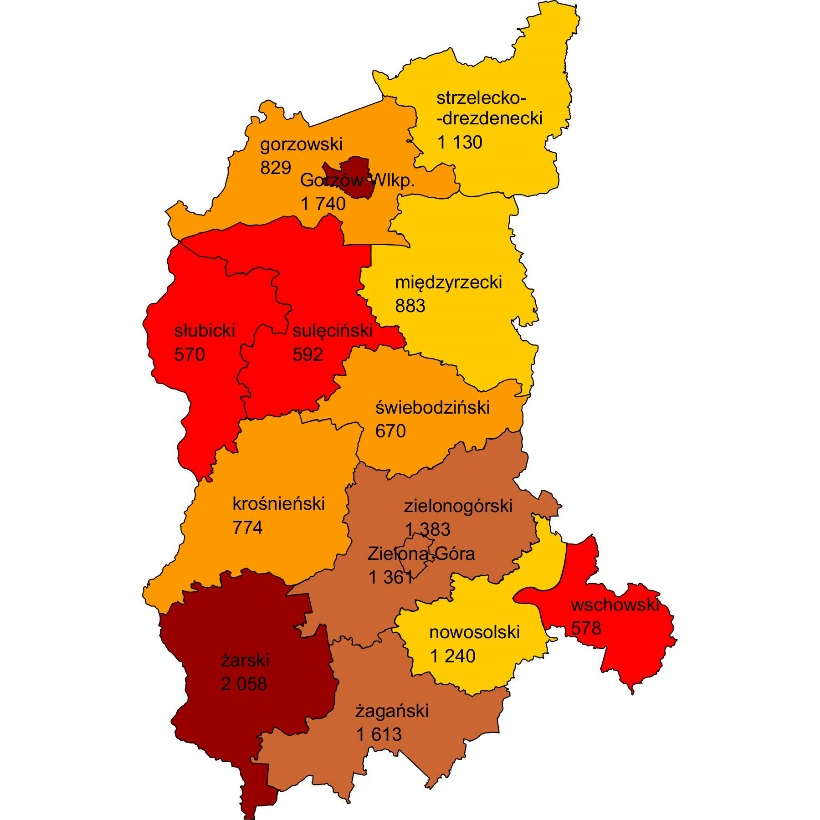 strzelecko-
-drezdenecki
1 130
gorzowski
829
Gorzów Wlkp.
1 740
międzyrzecki
883
słubicki
570
sulęciński
592
świebodziński
670
krośnieński
774
zielonogórski
1 383
Zielona Góra
1 361
wschowski
578
nowosolski
1 240
żarski
2 058
żagański
1 613